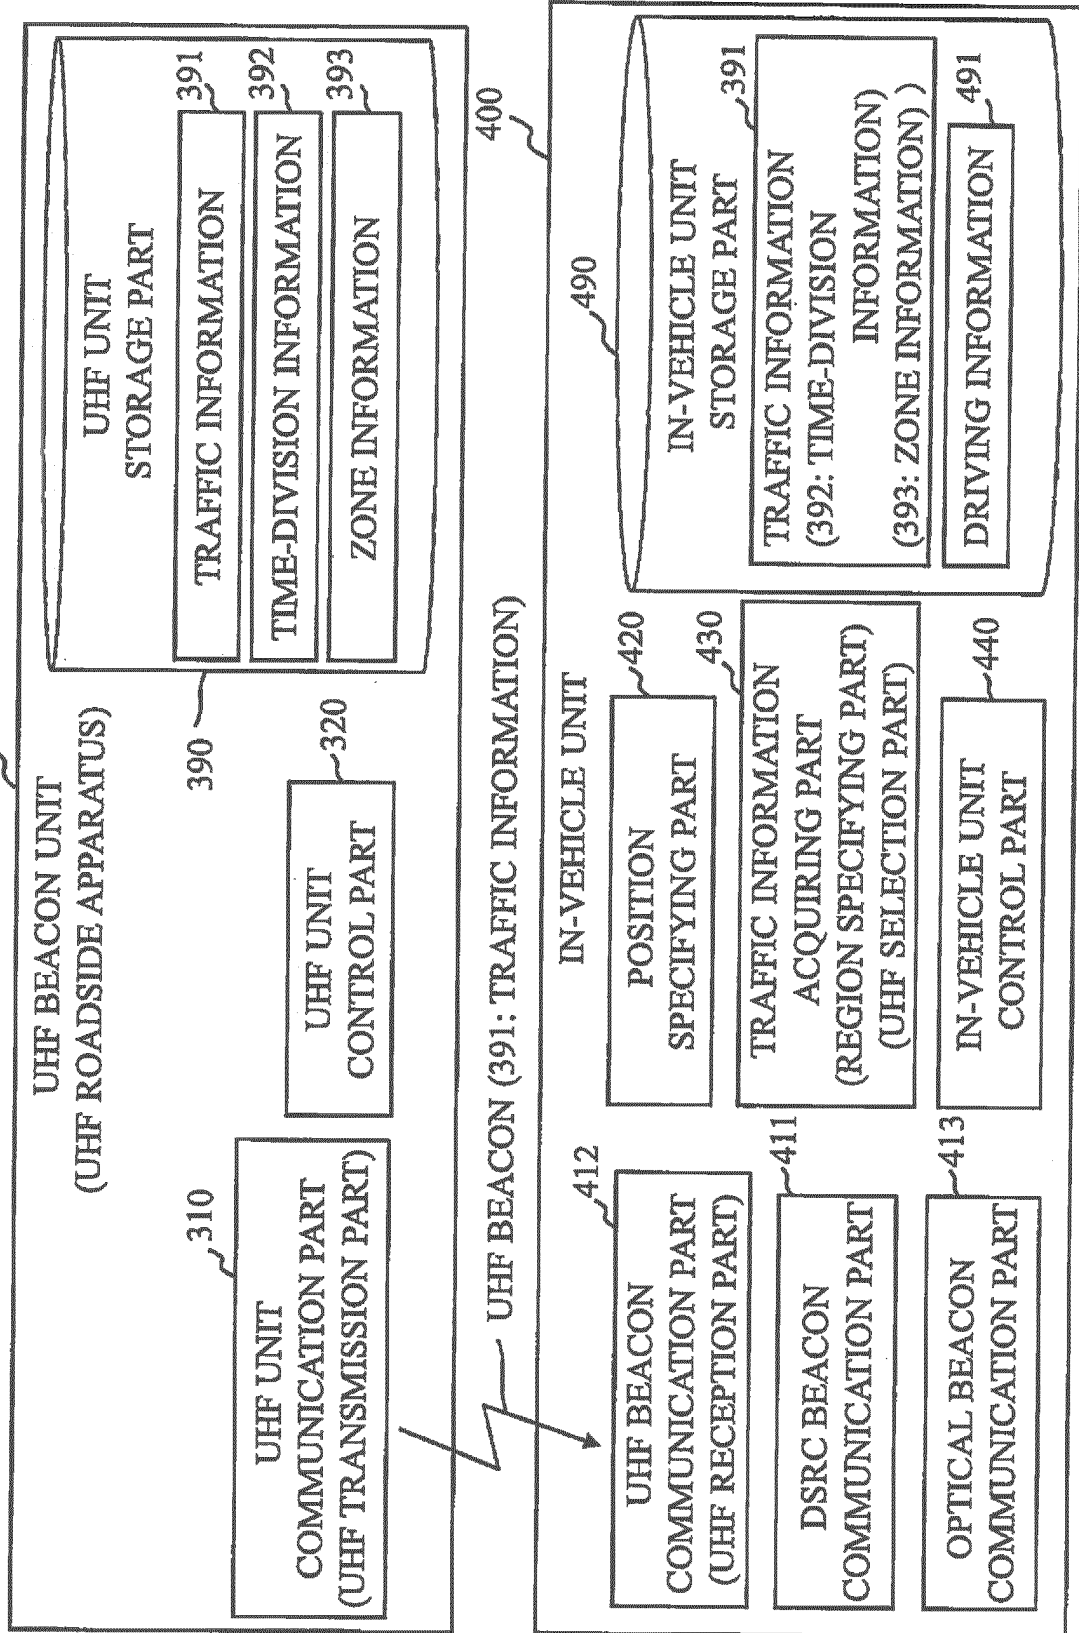 UHF BEACON UNIT
(UHF ROADSIDE APPARATUS)
310
UHF UNIT
COMMUNICATION PART
(UHF TRANSMISSION PART)
320
UHF UNIT
CONTROL PART
390
UHF UNIT
STORAGE PART
391
TRAFFIC INFORMATION
392
TIME-DIVISION INFORMATION
393
ZONE INFORMATION
UHF BEACON (391: TRAFFIC INFORMATION)
400
IN-VEHICLE UNIT
412
UHF BEACON
COMMUNICATION PART
(UHF RECEPTION PART)
411
DSRC BEACON
COMMUNICATION PART
413
OPTICAL BEACON
COMMUNICATION PART
420
POSITION
SPECIFYING PART
430
TRAFFIC INFORMATION
ACQUIRING PART
(REGION SPECIFYING PART)
(UHF SELECTION PART)
440
IN-VEHICLE UNIT
CONTROL PART
490
IN-VEHICLE UNIT
STORAGE PART
391
TRAFFIC INFORMATION
(392: TIME-DIVISION
INFORMATION)
(393: ZONE INFORMATION) )
491
DRIVING INFORMATION